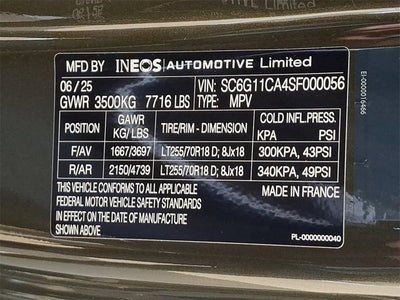 MFD BY INEOS AUTOMOTIVE Limited
06 / 25 VIN: SC6G11CA4SF000056
GVWR 3500KG 7716 LBS TYPE: MPV
POSITION GAWR KG/LBS TIRE/RIM - DIMENSION COLD INFL.PRESS. KPA PSI
F/AV 1667/3697 LT255/70R18 D; 8Jx18 300KPA, 43PSI
R/AR 2150/4739 LT255/70R18 D; 8Jx18 340KPA, 49PSI
THIS VEHICLE CONFORMS TO ALL APPLICABLE MADE IN FRANCE
FEDERAL MOTOR VEHICLE SAFETY STANDARDS
IN EFFECT ON THE DATE OF MANUFACTURE
SHOWN ABOVE
PL-0000000040
EI-0000016466